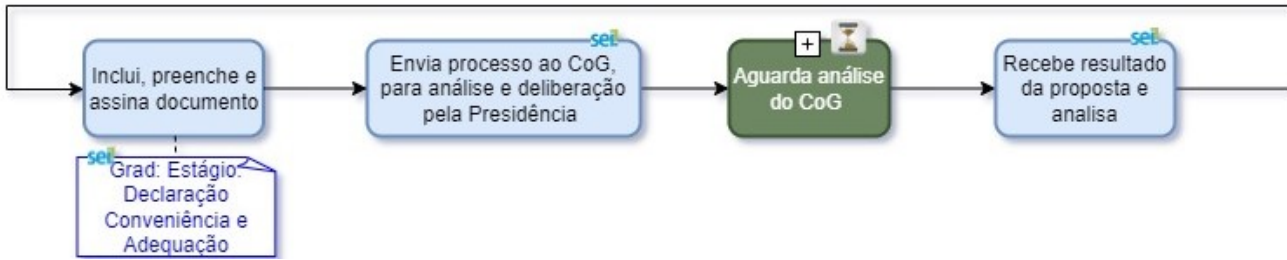 Inclui, preenche e
assina documento
sei!
Envia processo ao CoG,
para análise e deliberação
pela Presidência
+
Aguarda análise
do CoG
sei!
Recebe resultado
da proposta e
analisa
sei!
Grad: Estágio:
Declaração
Conveniência e
Adequação